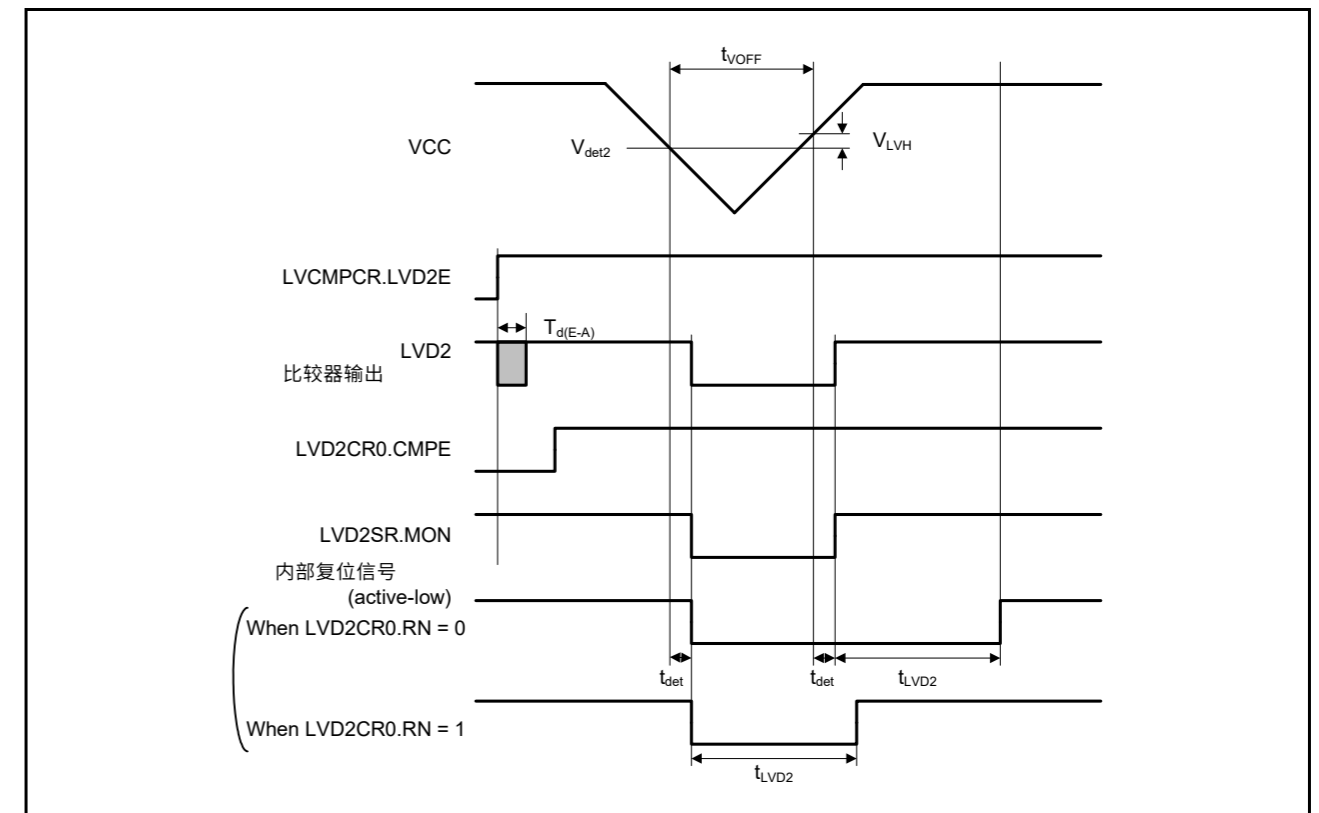 tVOFF
VCC
Vdet2
VLVH
LVCMPCR.LVD2E
Td(E-A)
LVD2
比较器输出
LVD2CR0.CMPE
LVD2SR.MON
内部复位信号
(active-low)
When LVD2CR0.RN = 0
tdet
tdet
tLVD2
When LVD2CR0.RN = 1
tLVD2